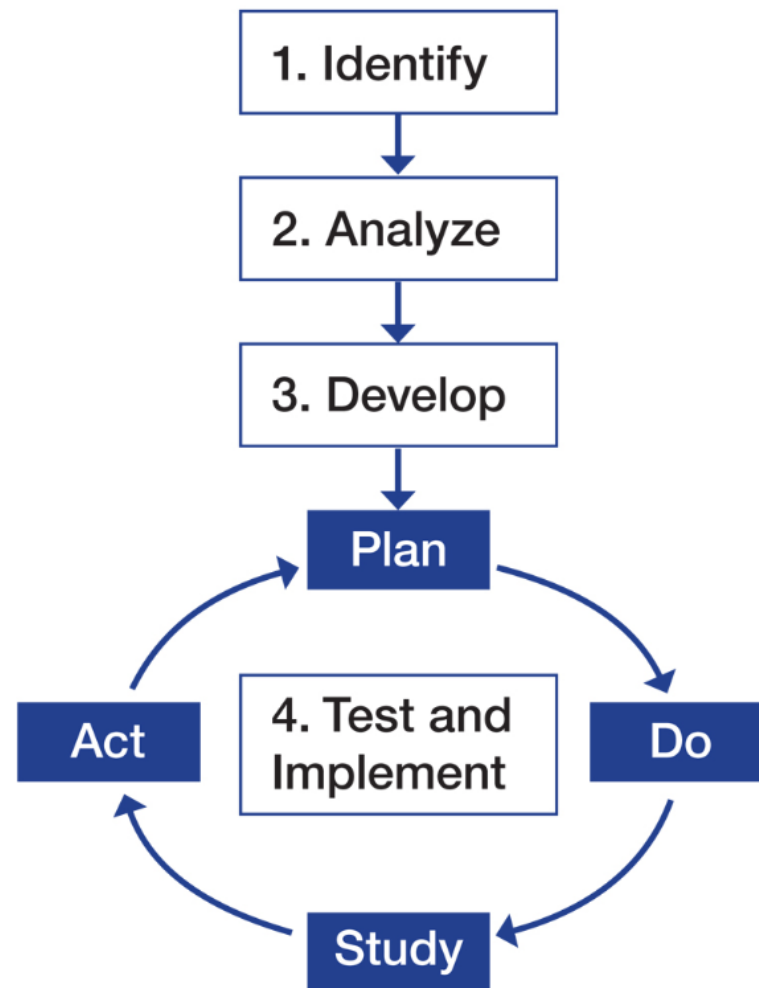 1. Identify
2. Analyze
3. Develop
Plan
Act
4. Test and
Implement
Do
Study